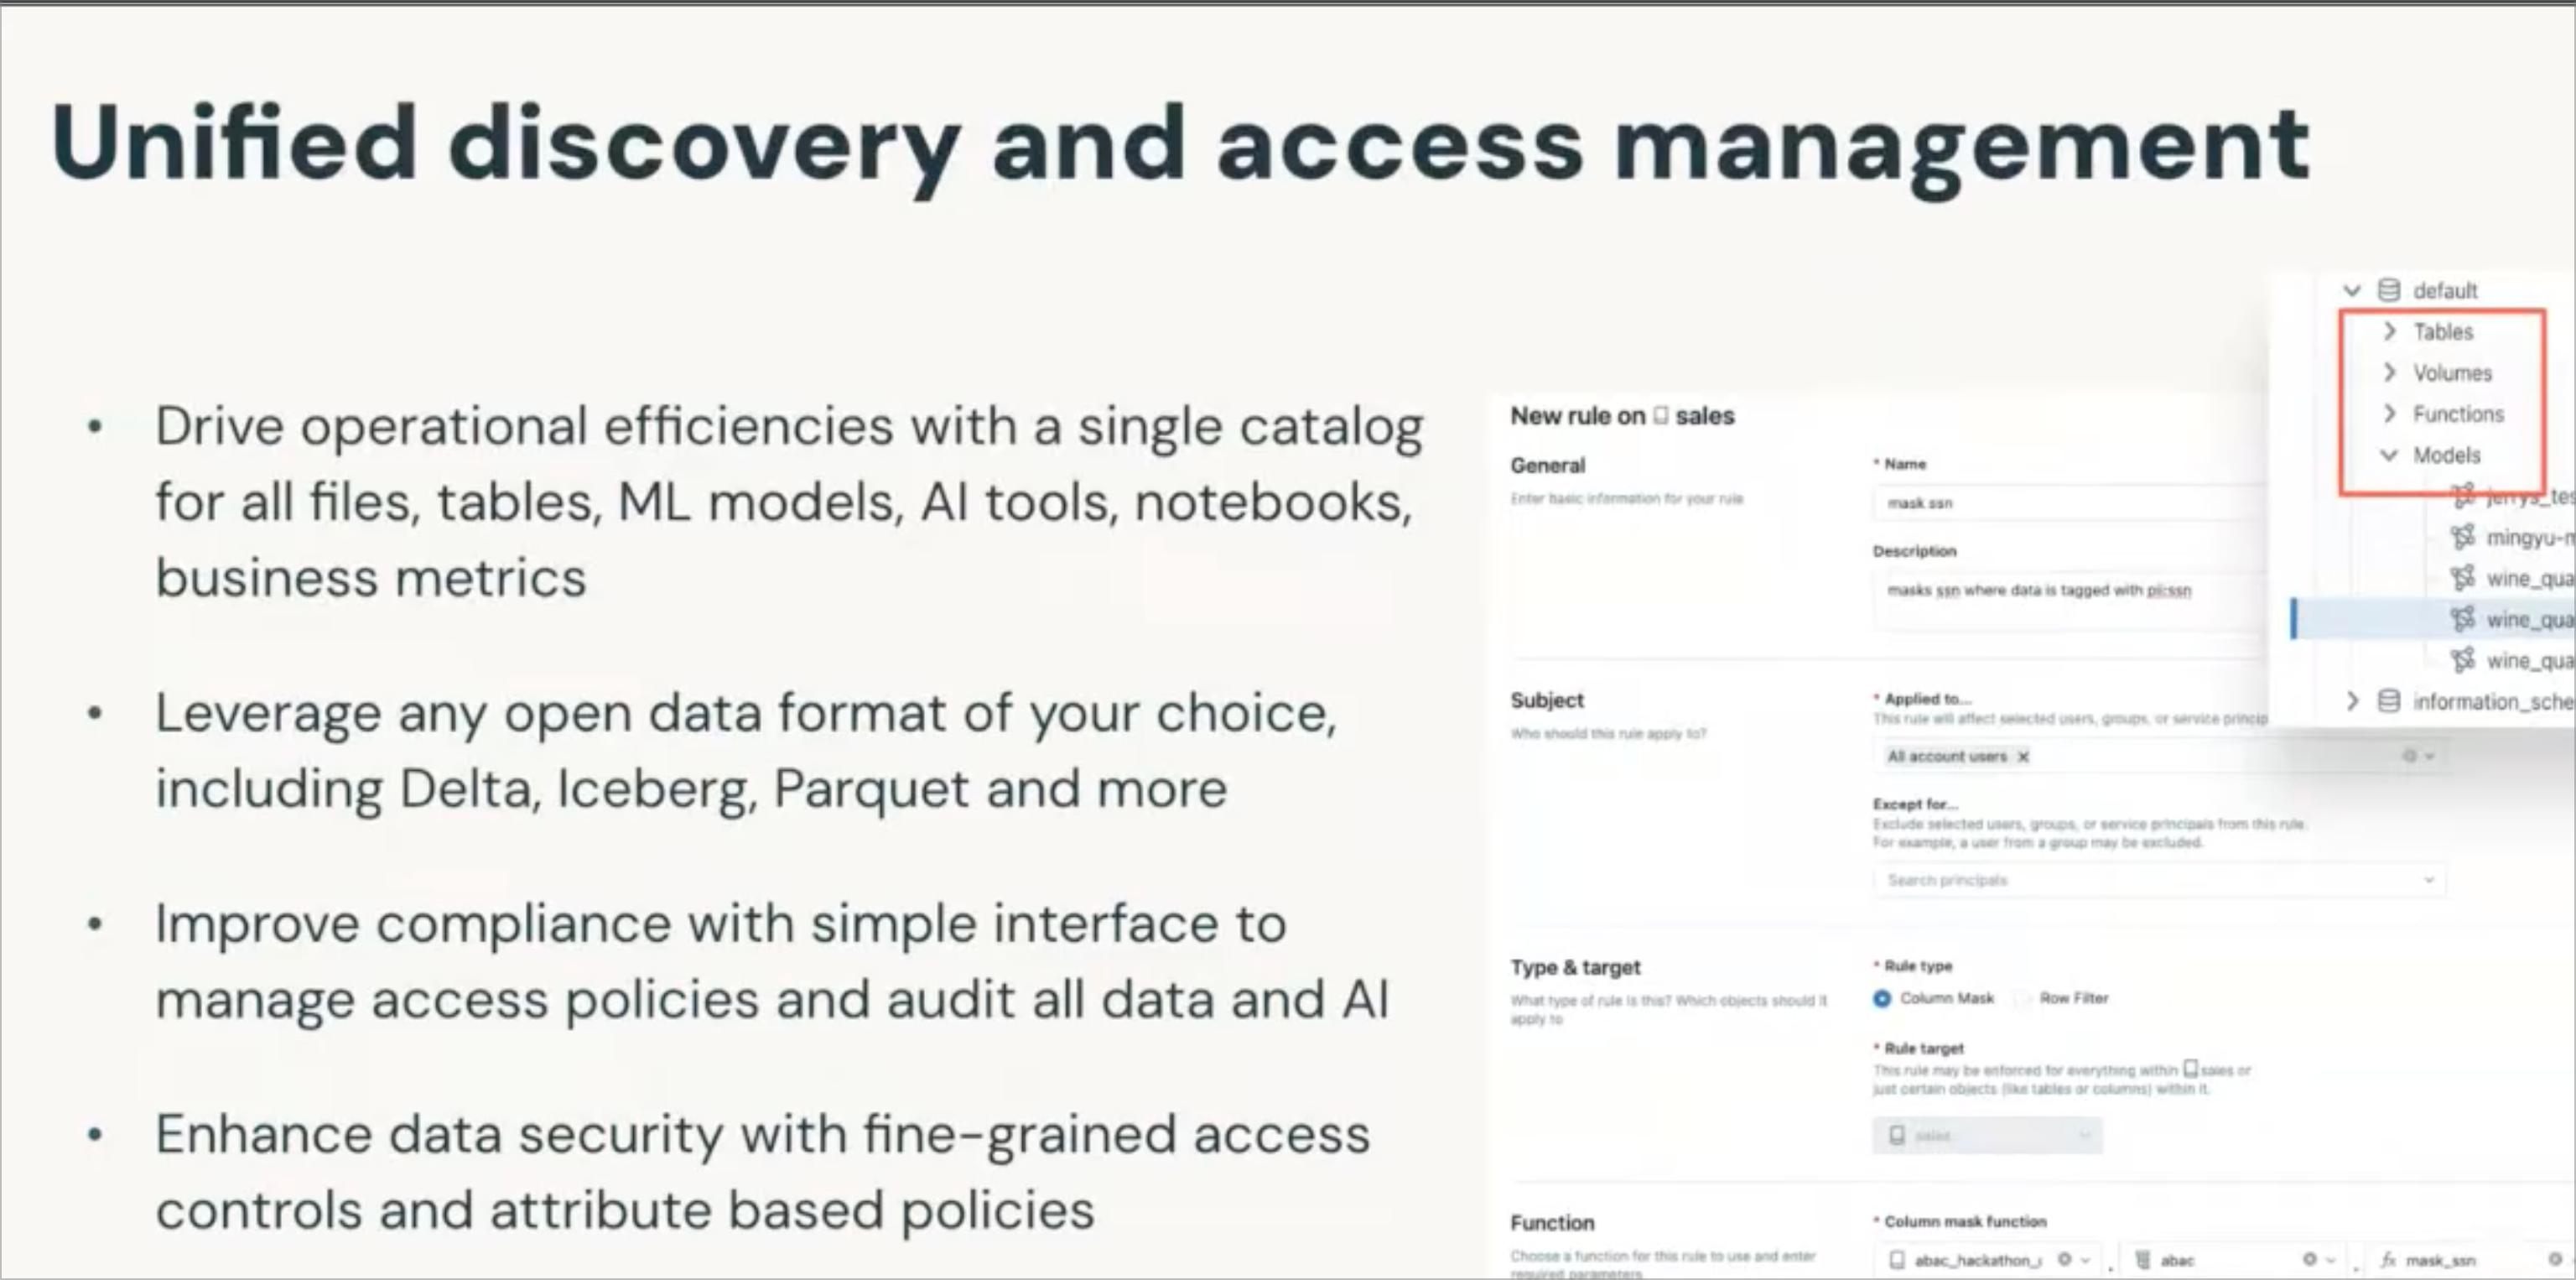 Unified discovery and access management
• Drive operational efficiencies with a single catalog
for all files, tables, ML models, AI tools, notebooks,
business metrics
• Leverage any open data format of your choice,
including Delta, Iceberg, Parquet and more
• Improve compliance with simple interface to
manage access policies and audit all data and AI
• Enhance data security with fine-grained access
controls and attribute based policies
New rule on sales
General
Enter basic information for your rule
* Name
mask ssn
Description
masks ssn where data is tagged with pii:ssn
Subject
Who should this rule apply to?
* Applied to...
This rule will affect selected users, groups, or service princip
All account users
Except for...
Exclude selected users, groups, or service principals from this rule.
For example, a user from a group may be excluded.
Search principals
Type & target
What type of rule is this? Which objects should it
apply to
* Rule type
Column Mask Row Filter
* Rule target
This rule may be enforced for everything within sales or
just certain objects (like tables or columns) within it.
sales
Function
Choose a function for this rule to use and enter
required parameters
* Column mask function
abac_hackathon_ . abac . fx mask_ssn
default
Tables
Volumes
Functions
Models
jerrys_tes
mingyu-
wine_qua
wine_qua
wine_qua
information_sche